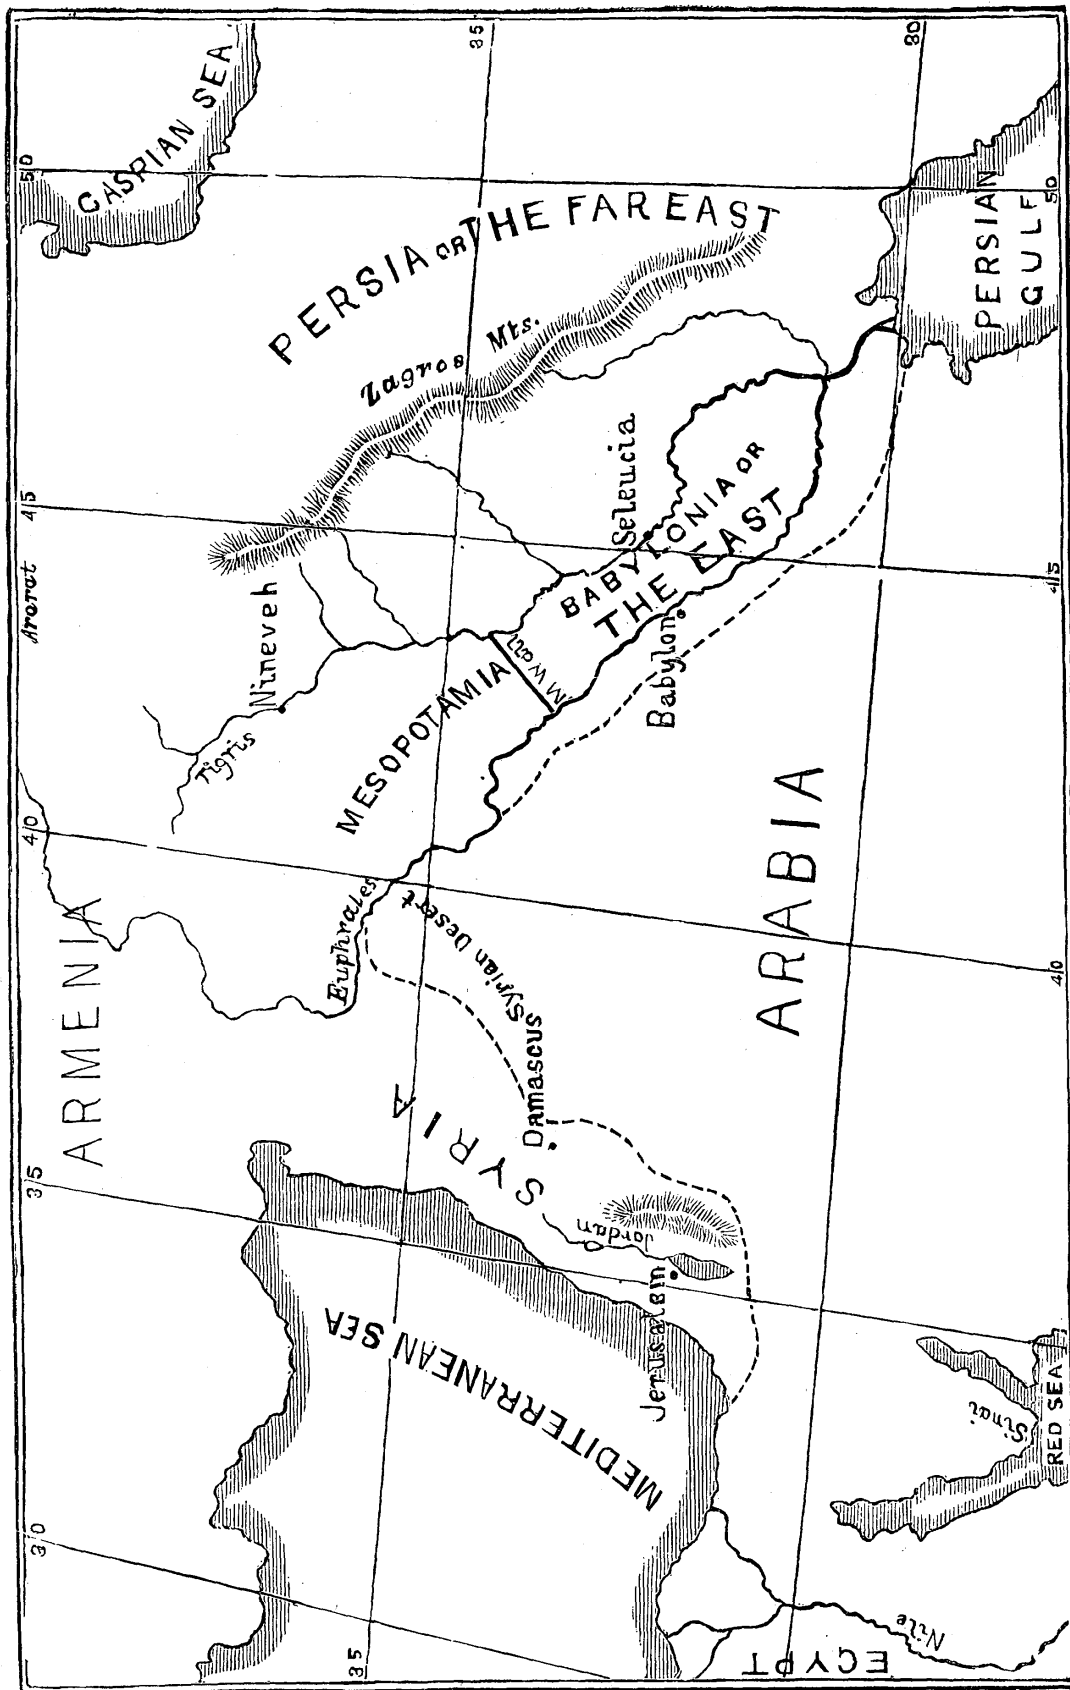 30
35
40
45
50
ARMENIA
Ararat
CASPIAN SEA
Tigris
Nineveh
Zagros Mts.
PERSIA OR THE FAR EAST
Euphrates
MESOPOTAMIA
M Wall
35
35
MEDITERRANEAN SEA
SYRIA
Syrian Desert
Damascus
BABYLONIA OR
THE EAST
Seleucia
Babylon
Jordan
Jerusalem
ARABIA
30
EGYPT
Nile
Sinai
RED SEA
40
45
50
PERSIAN
GULF